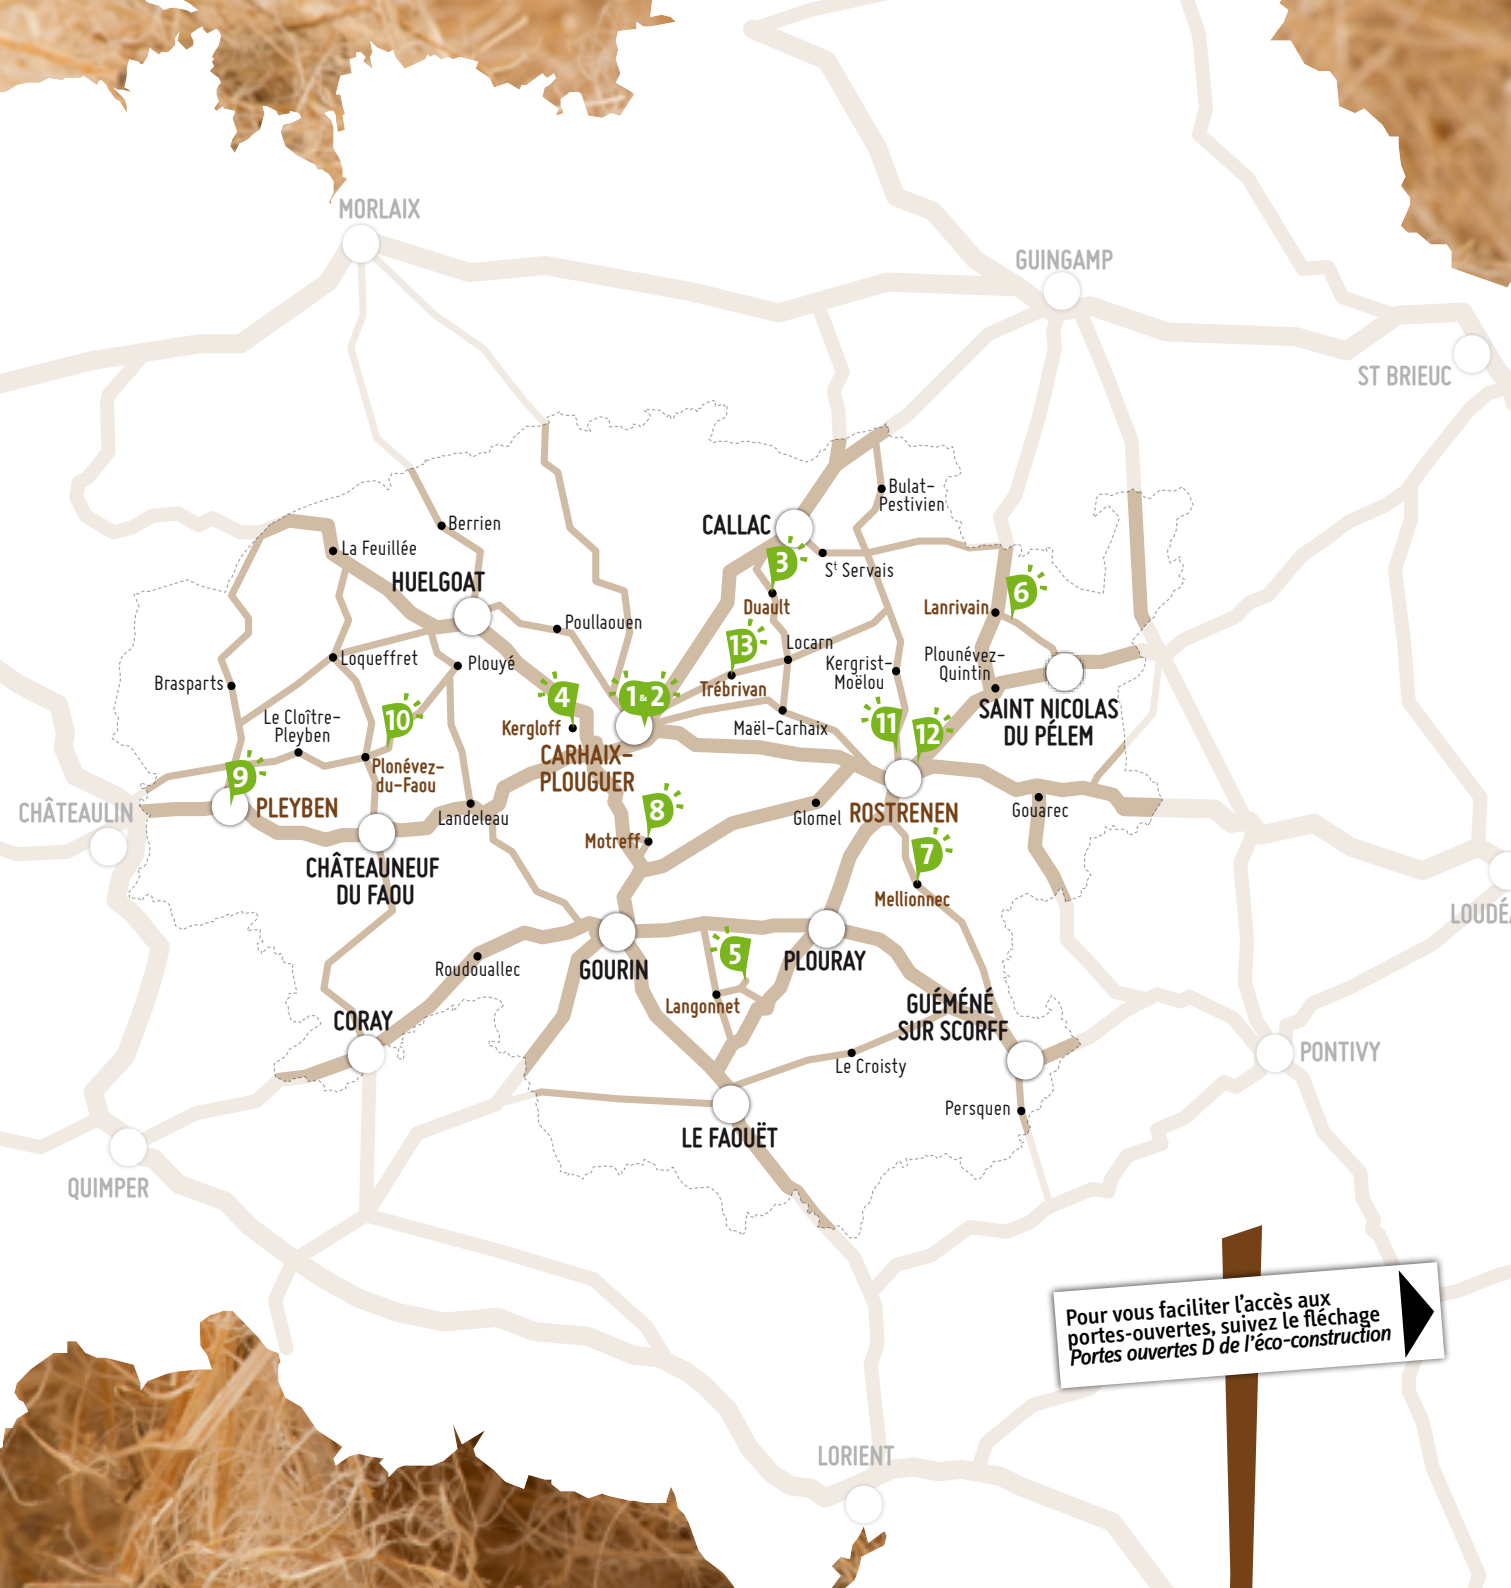 MORLAIX
GUINGAMP
ST BRIEUC
Bulat-
Pestivien
CALLAC
Berrien
La Feuillée
3
St Servais
HUELGOAT
6
Duault
Lanrivain
Poullaouen
13
Locarn
Loqueffret
Plouyé
Kergrist-
Moëlou
Plounévez-
Quintin
Brasparts
4
1 & 2
Trébrivan
Le Cloître-
Pleyben
10
Kergloff
Maël-Carhaix
11
12
SAINT NICOLAS
DU PÉLEM
CARHAIX-
PLOUGUER
Plonévez-
du-Faou
9
PLEYBEN
CHÂTEAULIN
Landeleau
8
Glomel
ROSTRENEN
Gouarec
Motreff
7
CHÂTEAUNEUF
DU FAOU
Mellionnec
LOUDÉ
5
PLOURAY
Roudouallec
GOURIN
Langonnet
GUÉMÉNÉ
SUR SCORFF
CORAY
PONTIVY
Le Croisty
Persquen
LE FAOUËT
QUIMPER
Pour vous faciliter l'accès aux
portes-ouvertes, suivez le fléchage
Portes ouvertes D de l'éco-construction
LORIENT